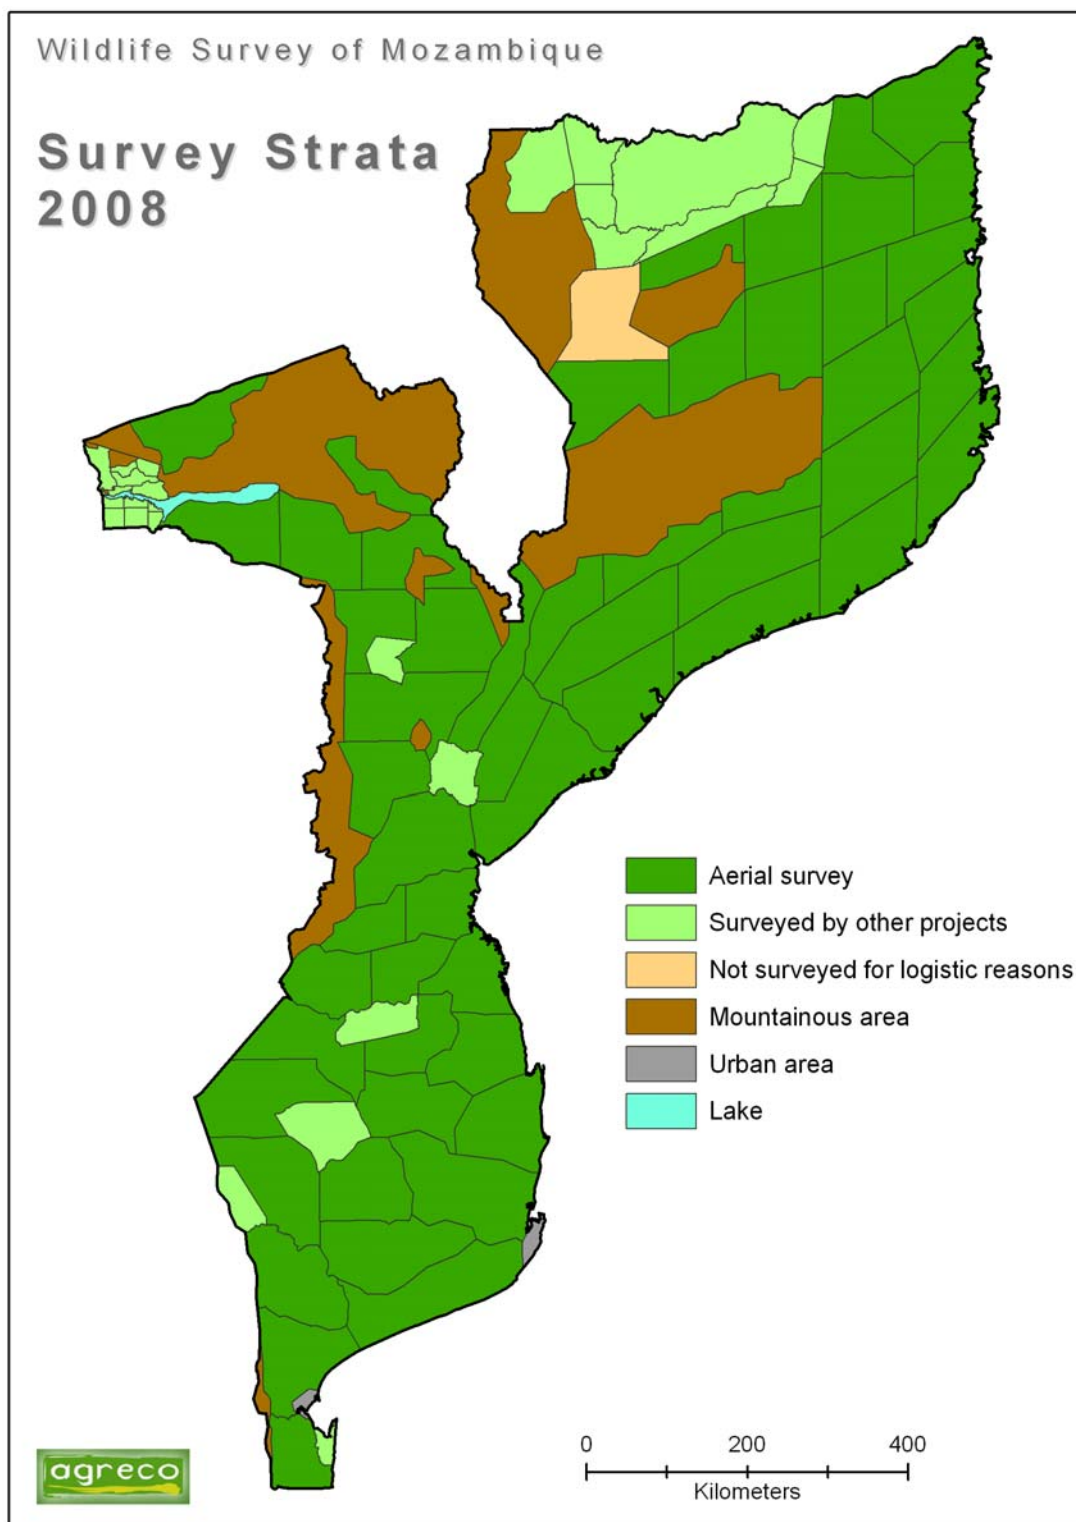 Wildlife Survey of Mozambique
Survey Strata
2008
Aerial survey
Surveyed by other projects
Not surveyed for logistic reasons
Mountainous area
Urban area
Lake
0 200 400
Kilometers
agreco